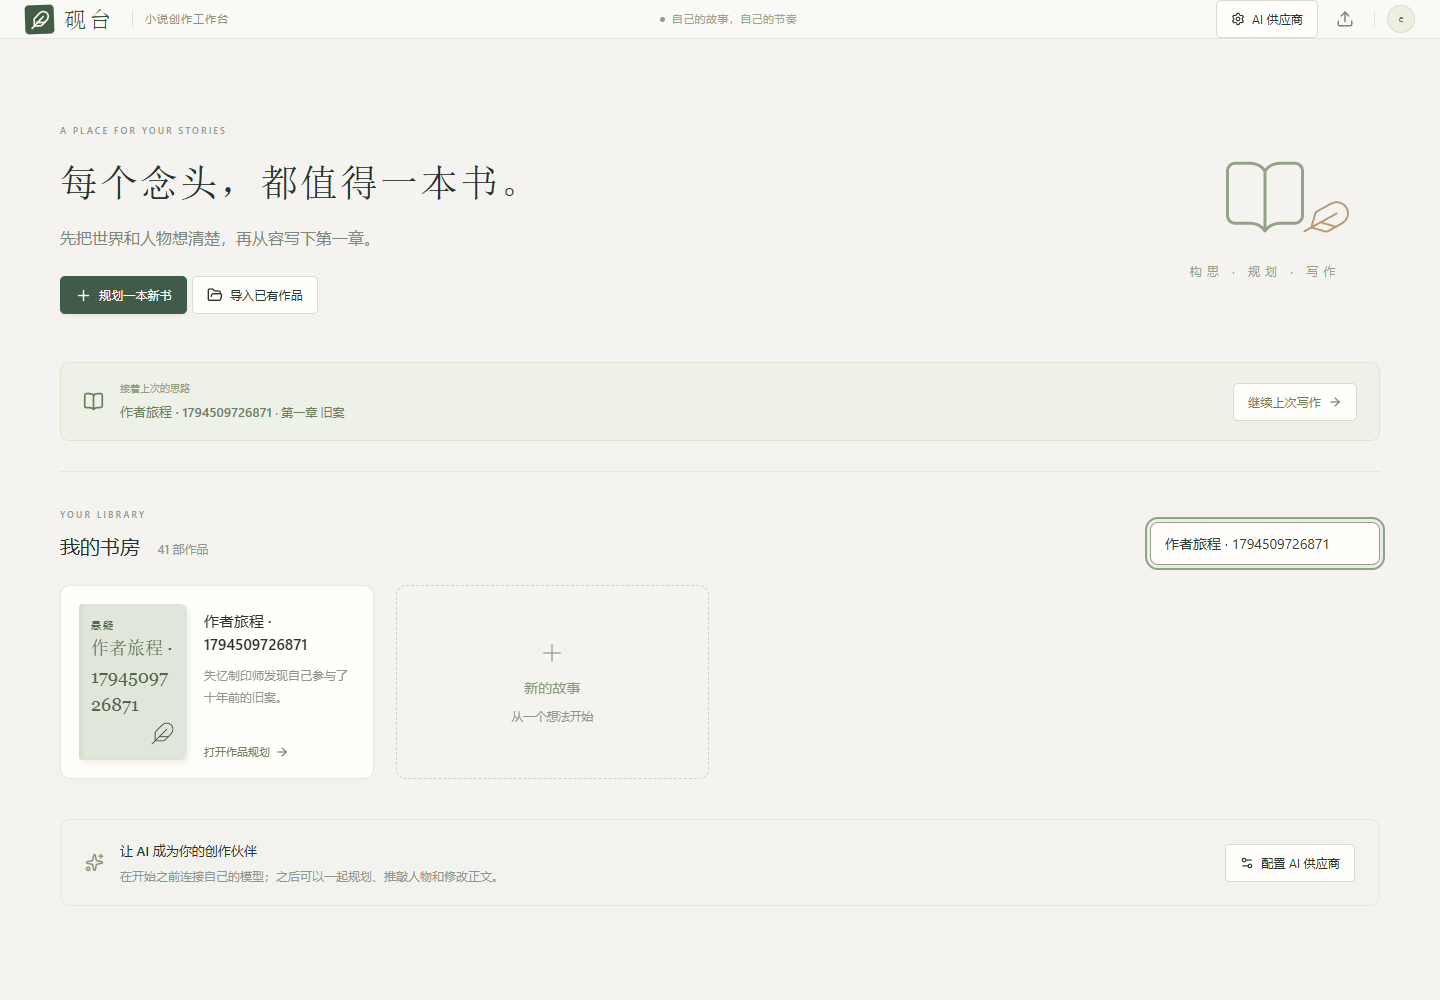 砚台
小说创作工作台
自己的故事，自己的节奏
AI 供应商
c
A PLACE FOR YOUR STORIES
每个念头，都值得一本书。
先把世界和人物想清楚，再从容写下第一章。
规划一本新书
导入已有作品
构思 · 规划 · 写作
接着上次的思路
作者旅程 · 1794509726871 · 第一章 旧案
继续上次写作
YOUR LIBRARY
我的书房
41 部作品
作者旅程 · 1794509726871
悬疑
作者旅程 ·
17945097
26871
作者旅程 ·
1794509726871
失忆制印师发现自己参与了
十年前的旧案。
打开作品规划
新的故事
从一个想法开始
让 AI 成为你的创作伙伴
在开始之前连接自己的模型；之后可以一起规划、推敲人物和修改正文。
配置 AI 供应商